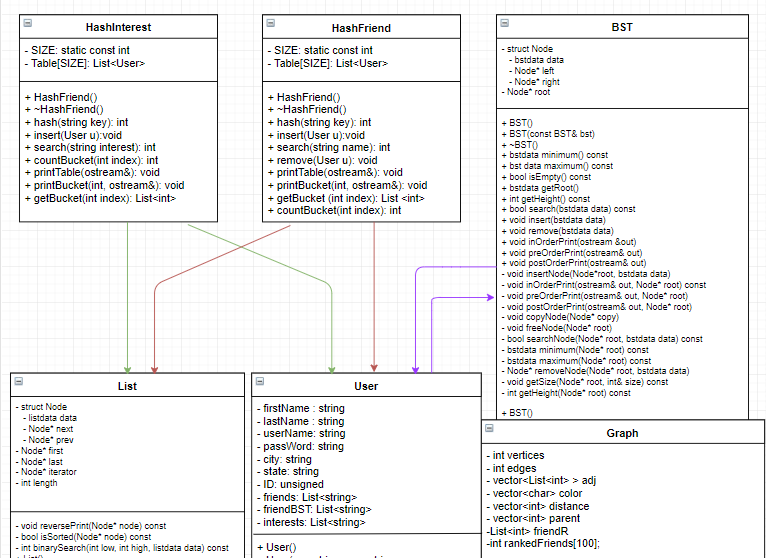 HashInterest
- SIZE: static const int
- Table[SIZE]: List<User>
+ HashFriend()
+ ~HashFriend()
+ hash(string key): int
+ insert(User u):void
+ search(string interest): int
+ countBucket(int index): int
+ printTable(ostream&): void
+ printBucket(int, ostream&): void
+ getBucket(int index): List<int>
HashFriend
- SIZE: static const int
- Table[SIZE]: List<User>
+ HashFriend()
+ ~HashFriend()
+ hash(string key): int
+ insert(User u):void
+ search(string name): int
+ remove(User u): void
+ printTable(ostream&): void
+ printBucket(int, ostream&): void
+ getBucket (int index): List <int>
+ countBucket(int index): int
BST
- struct Node
- bstdata data
- Node* left
- Node* right
- Node* root
+ BST()
+ BST(const BST& bst)
+ ~BST()
+ bstdata minimum() const
+ bst data maximum() const
+ bool isEmpty() const
+ bstdata getRoot()
+ int getHeight() const
+ bool search(bstdata data) const
+ void insert(bstdata data)
+ void remove(bstdata data)
+ void inOrderPrint(ostream &out)
+ void preOrderPrint(ostream& out)
+ void postOrderPrint(ostream& out)
- void insertNode(Node*root, bstdata data)
- void inOrderPrint(ostream& out, Node* root) const
- void preOrderPrint(ostream& out, Node* root)
- void postOrderPrint(ostream& out, Node* root)
- void copyNode(Node* copy)
- void freeNode(Node* root)
- bool searchNode(Node* root, bstdata data) const
- bstdata minimum(Node* root) const
- bstdata maximum(Node* root) const
- Node* removeNode(Node* root, bstdata data)
- void getSize(Node* root, int& size) const
- int getHeight(Node* root) const
+ BST()
List
- struct Node
- listdata data
- Node* next
- Node* prev
- Node* first
- Node* last
- Node* iterator
- int length
- void reversePrint(Node* node) const
- bool isSorted(Node* node) const
- int binarySearch(int low, int high, listdata data) const
User
- firstName : string
- lastName : string
- userName: string
- passWord: string
- city: string
- state: string
- ID: unsigned
- friends: List<string>
- friendBST: List<string>
- interests: List<string>
+ User()
Graph
- int vertices
- int edges
- vector<List<int> > adj
- vector<char> color
- vector<int> distance
- vector<int> parent
-List<int> friendR
-int rankedFriends[100];